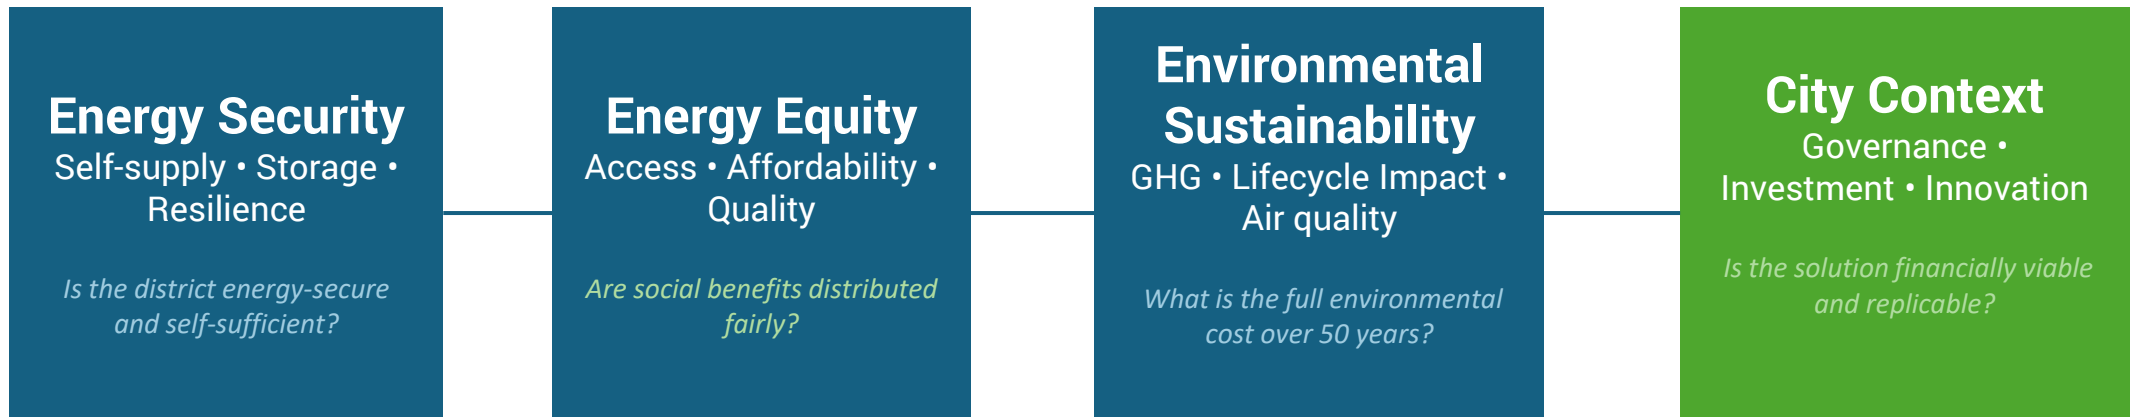 Energy Security
Self-supply • Storage •
Resilience
Is the district energy-secure
and self-sufficient?
Energy Equity
Access • Affordability •
Quality
Are social benefits distributed
fairly?
Environmental
Sustainability
GHG • Lifecycle Impact •
Air quality
What is the full environmental
cost over 50 years?
City Context
Governance •
Investment • Innovation
Is the solution financially viable
and replicable?